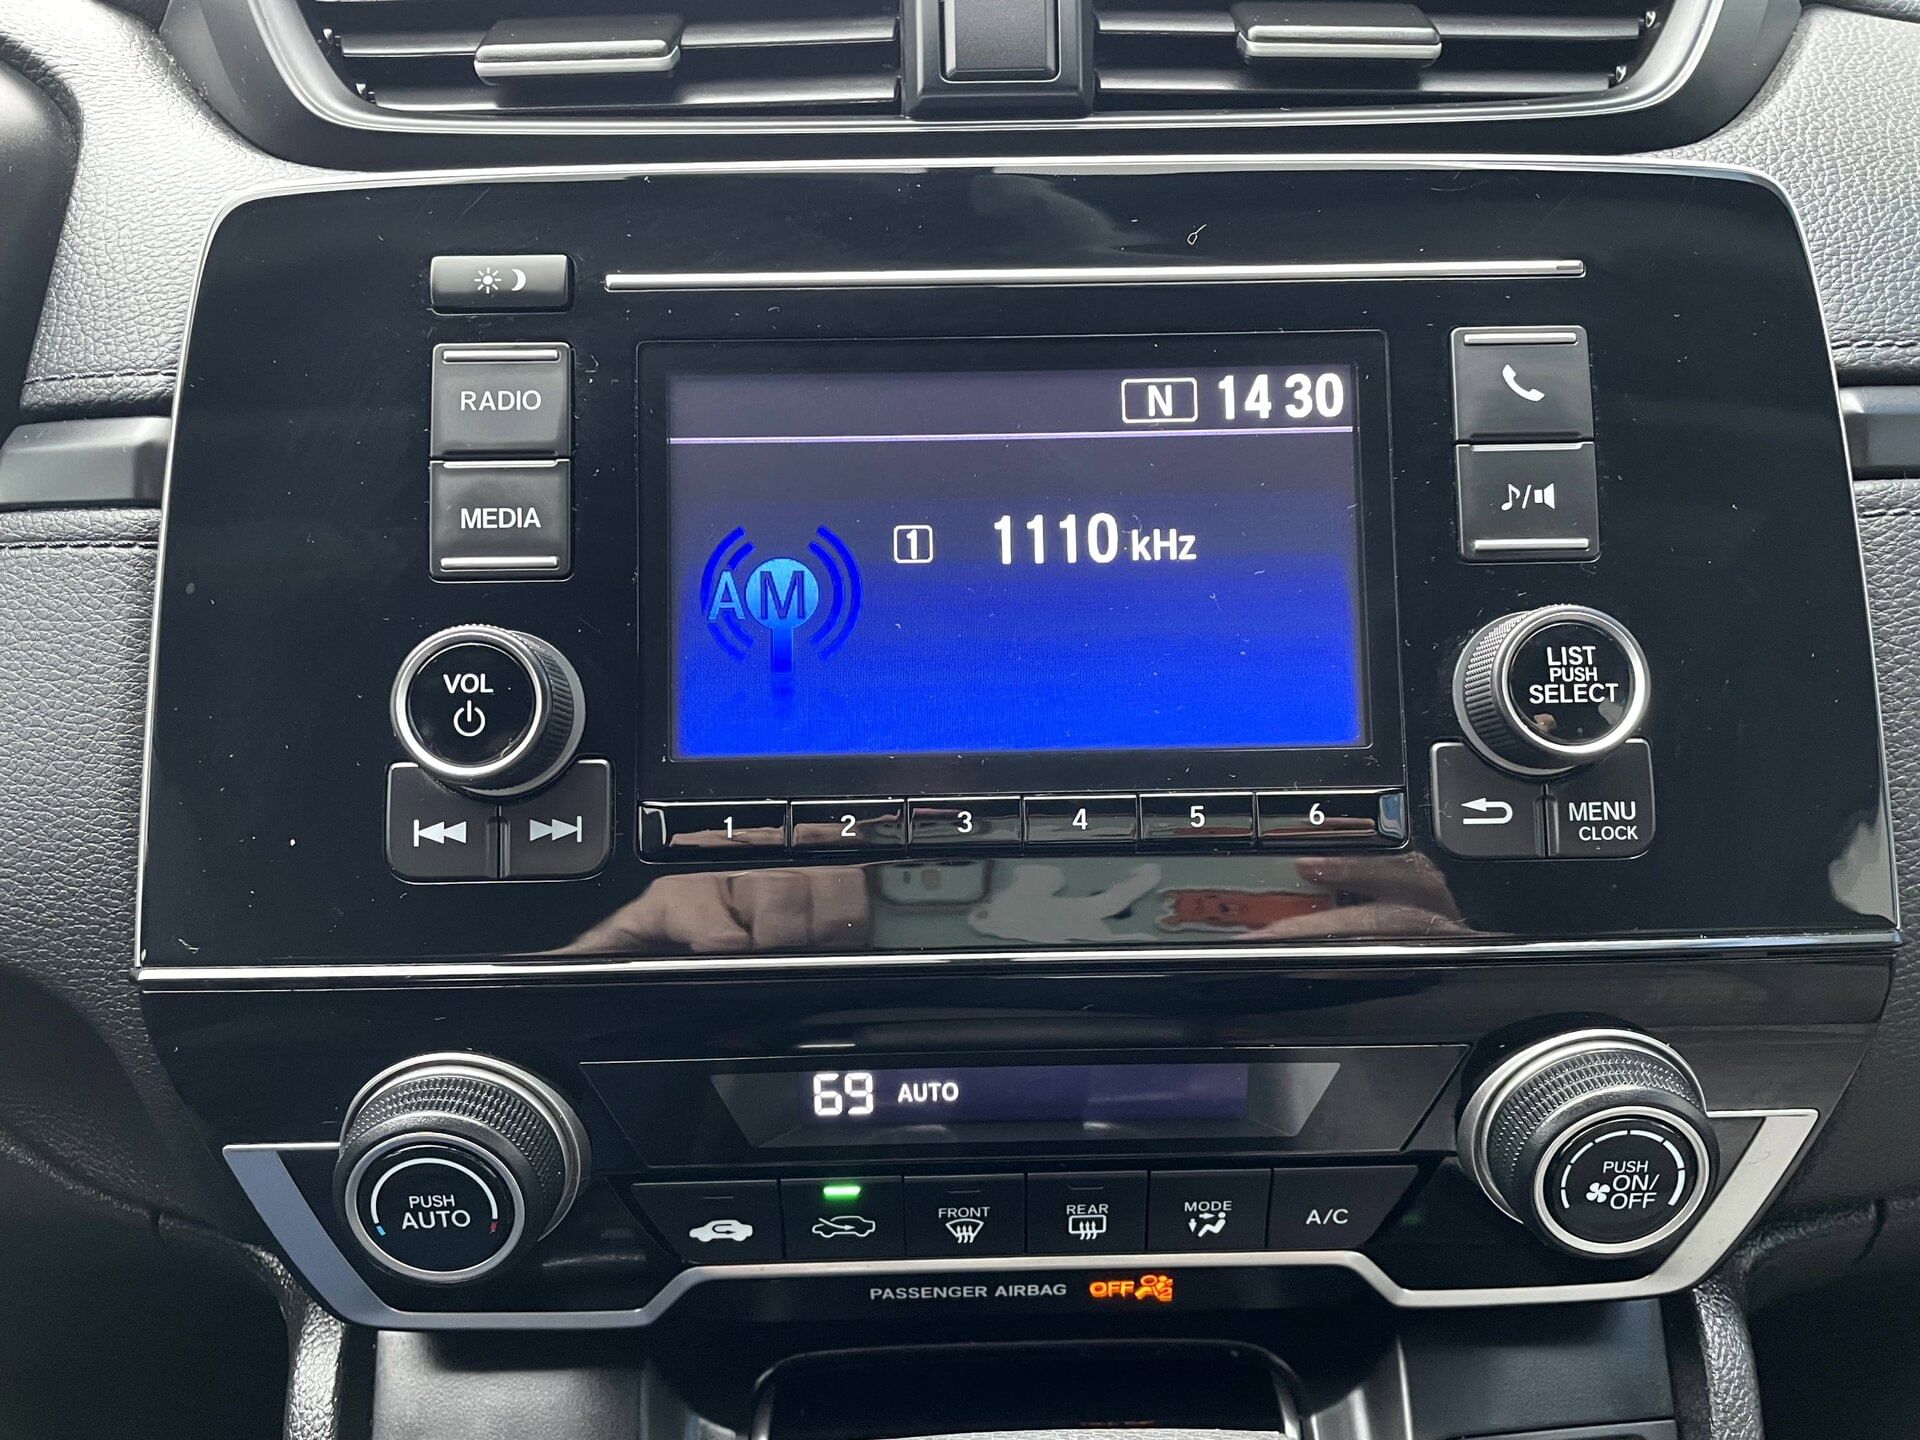 N 14 30
RADIO
MEDIA
AM 1 1110 kHz
VOL
LIST
PUSH
SELECT
1 2 3 4 5 6
MENU
CLOCK
69 AUTO
PUSH
AUTO
FRONT REAR MODE A/C
PUSH
ON/
OFF
PASSENGER AIRBAG OFF